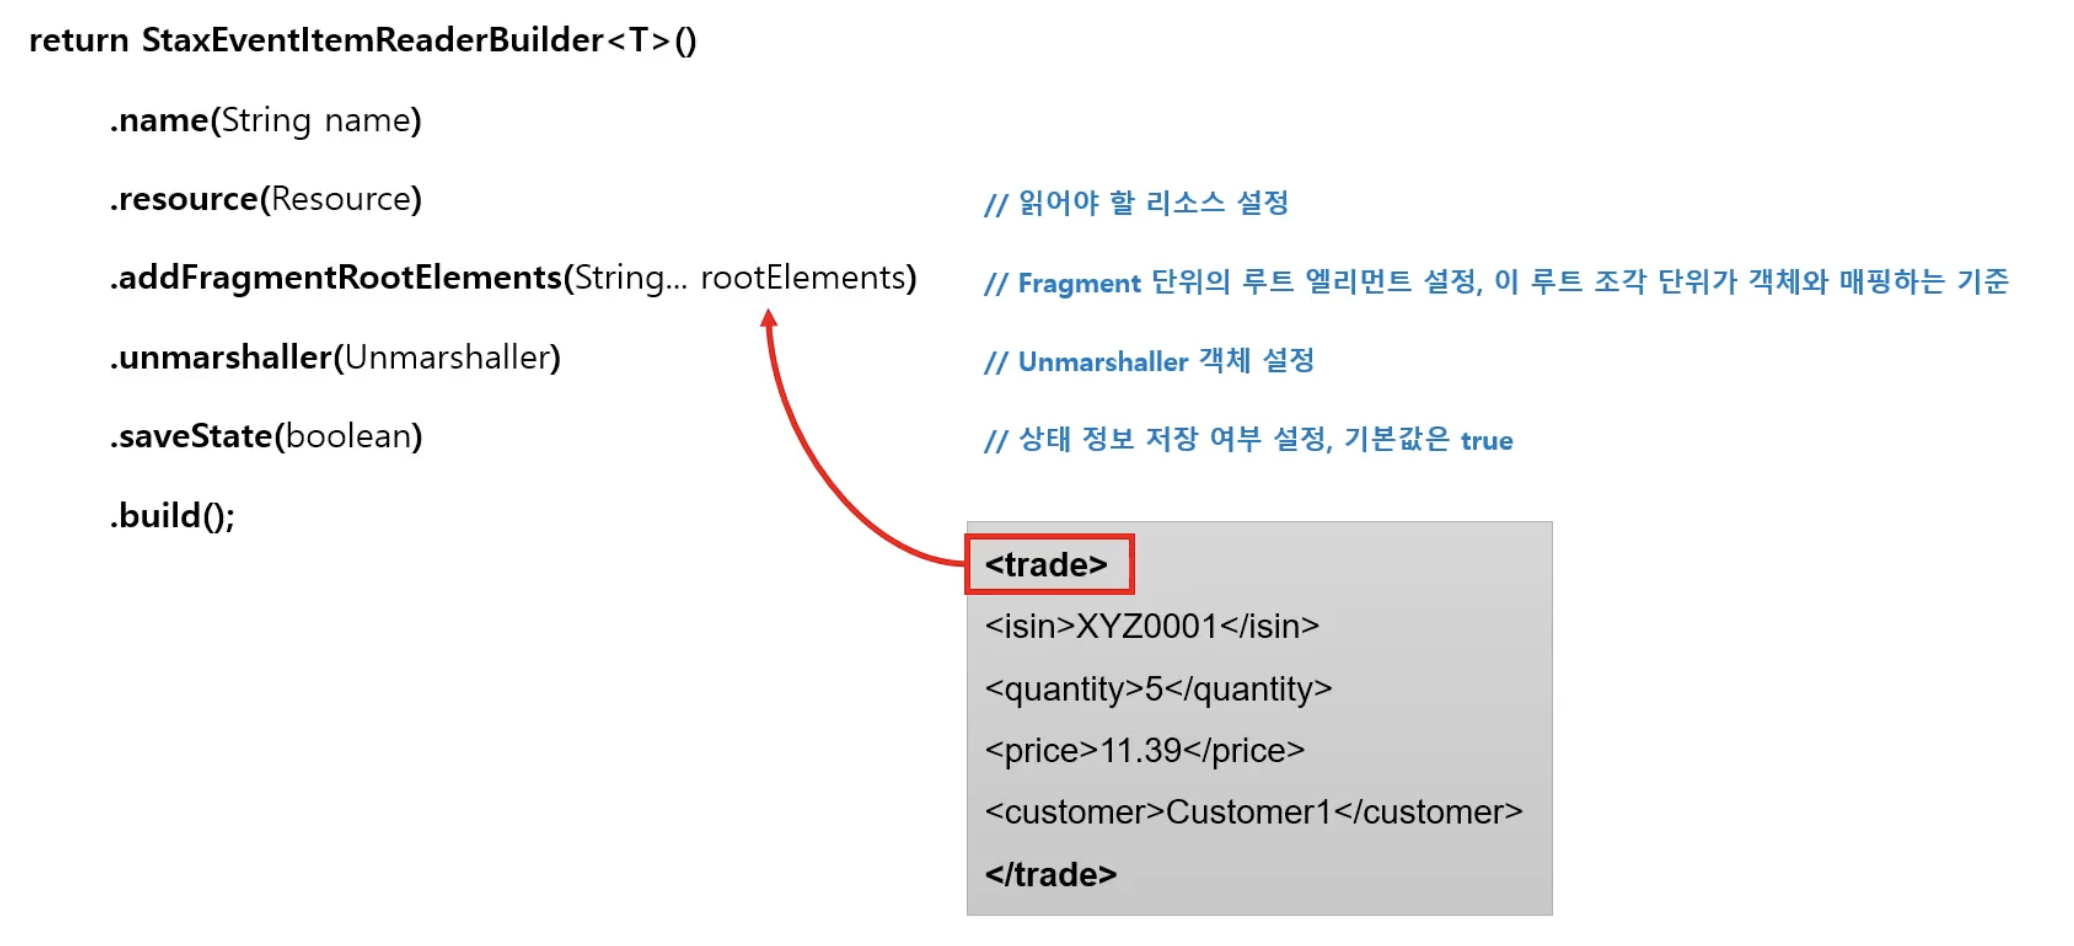 return StaxEventItemReaderBuilder<T>()
.name(String name)
.resource(Resource) // 읽어야 할 리소스 설정
.addFragmentRootElements(String... rootElements) // Fragment 단위의 루트 엘리먼트 설정, 이 루트 조각 단위가 객체와 매핑하는 기준
.unmarshaller(Unmarshaller) // Unmarshaller 객체 설정
.saveState(boolean) // 상태 정보 저장 여부 설정, 기본값은 true
.build();
<trade>
<isin>XYZ0001</isin>
<quantity>5</quantity>
<price>11.39</price>
<customer>Customer1</customer>
</trade>